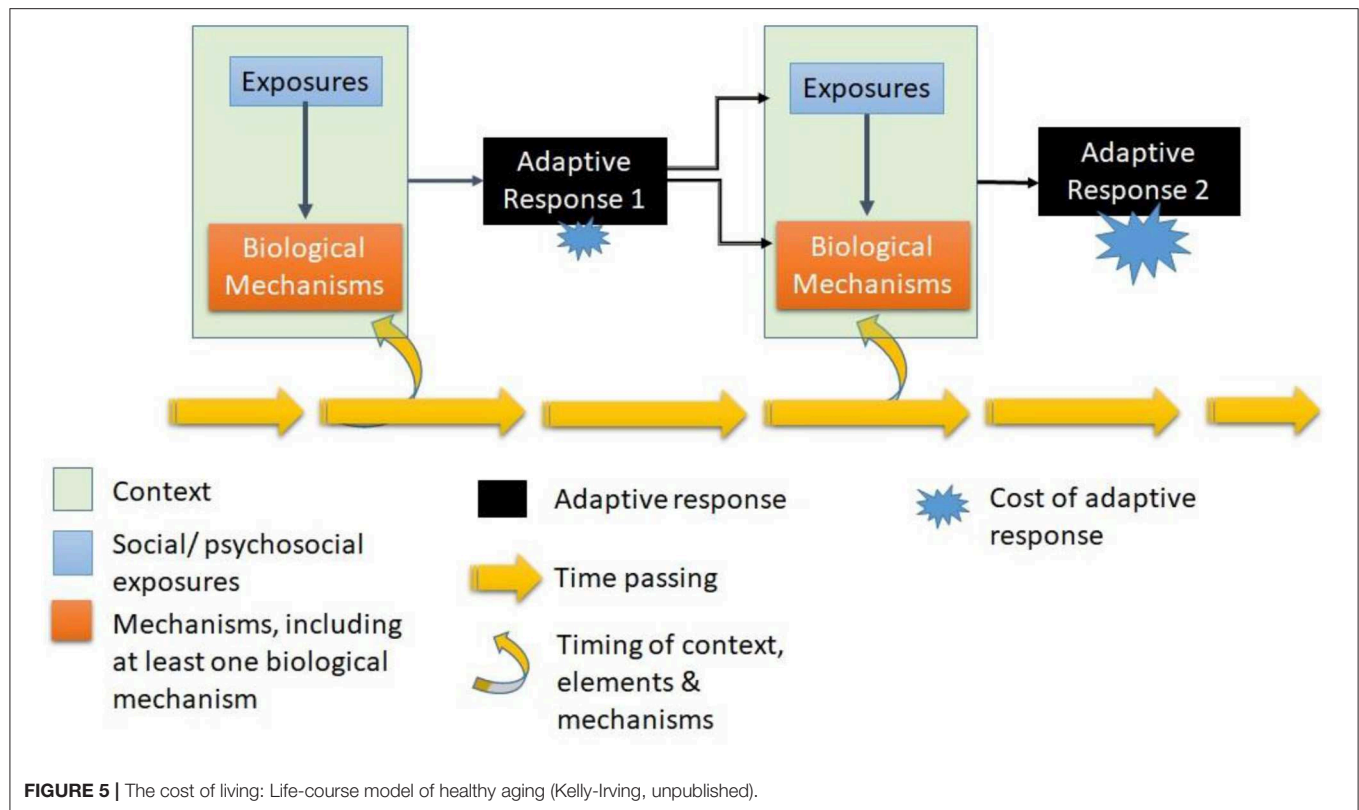 Exposures
Biological
Mechanisms
Adaptive
Response 1
Exposures
Biological
Mechanisms
Adaptive
Response 2
Context
Social/ psychosocial
exposures
Mechanisms, including
at least one biological
mechanism
Adaptive response
Time passing
Timing of context,
elements &
mechanisms
Cost of adaptive
response
FIGURE 5 | The cost of living: Life-course model of healthy aging (Kelly-Irving, unpublished).